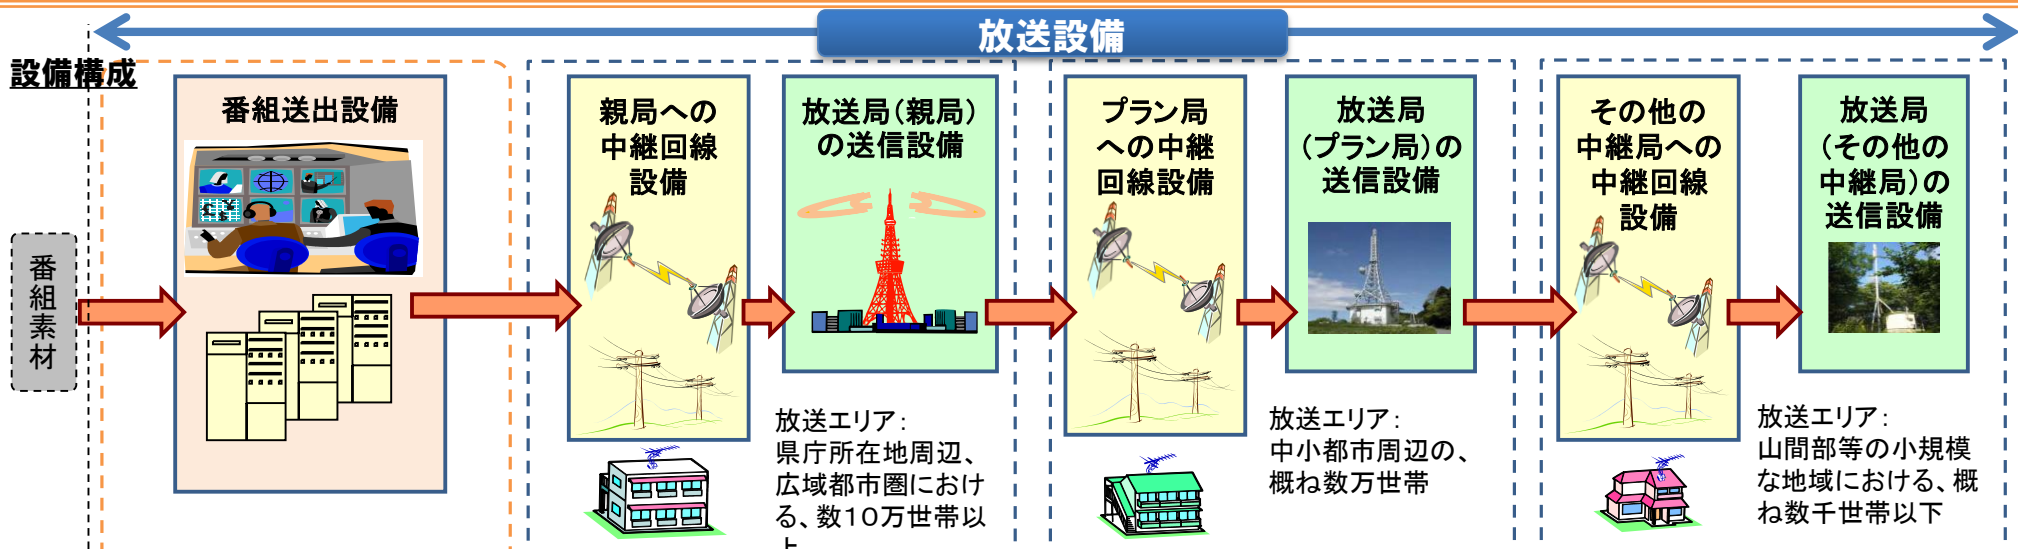 放送設備
設備構成
番組素材
番組送出設備
親局への
中継回線
設備
放送局(親局)
の送信設備
放送エリア:
県庁所在地周辺、
広域都市圏におけ
る、数10万世帯以
上
プラン局
への中継
回線設備
放送局
(プラン局)の
送信設備
放送エリア:
中小都市周辺の、
概ね数万世帯
その他の
中継局への
中継回線
設備
放送局
(その他の
中継局)の
送信設備
放送エリア:
山間部等の小規模
な地域における、概
ね数千世帯以下